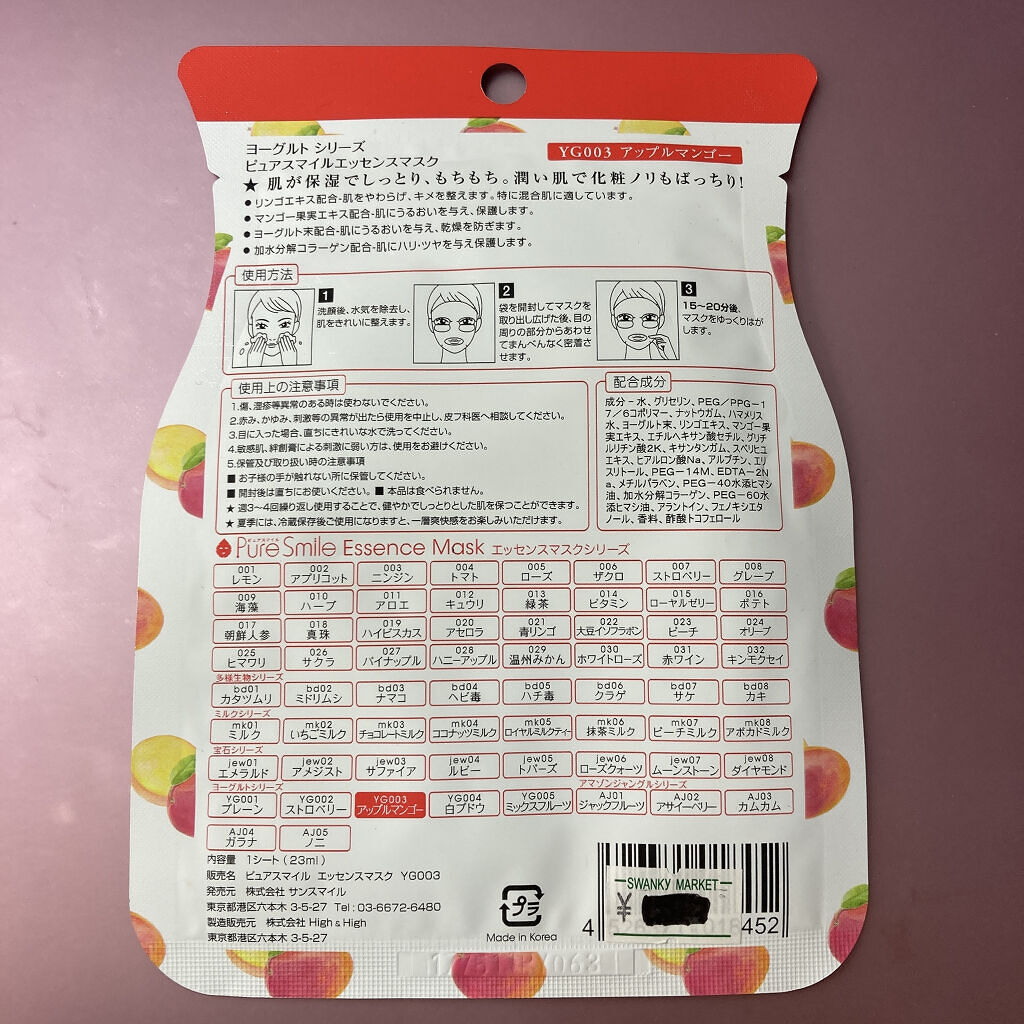 ヨーグルト シリーズ
ピュアスマイルエッセンスマスク
YG003 アップルマンゴー
★ 肌が保湿でしっとり、もちもち。潤い肌で化粧ノリもばっちり!
● リンゴエキス配合-肌をやわらげ、キメを整えます。特に混合肌に適しています。
● マンゴー果実エキス配合-肌にうるおいを与え、保護します。
● ヨーグルト末配合-肌にうるおいを与え、乾燥を防ぎます。
● 加水分解コラーゲン配合-肌にハリ・ツヤを与え保護します。
使用方法
1
洗顔後、水気を除去し、
肌をきれいに整えます。
2
袋を開封してマスクを
取り出し広げた後、目の
周りの部分からあわせ
てまんべんなく密着さ
せます。
3
15~20分後、
マスクをゆっくりはが
します。
使用上の注意事項
1.傷、湿疹等異常のある時は使わないでください。
2.赤み、かゆみ、刺激等の異常が出たら使用を中止し、皮フ科医へ相談してください。
3.目に入った場合、直ちにきれいな水で洗ってください。
4.敏感肌、絆創膏による刺激に弱い方は、使用をお避けください。
5.保管及び取り扱い時の注意事項
■ お子様の手が触れない所に保管してください。
■ 開封後は直ちにお使いください。 ■ 本品は食べられません。
★ 週3~4回繰り返し使用することで、健やかでしっとりとした肌を保つことができます。
★ 夏季には、冷蔵保存後ご使用になりますと、一層爽快感をお楽しみいただけます。
配合成分
成分-水、グリセリン、PEG/PPG-1
7/6コポリマー、ナットウガム、ハマメリス
水、ヨーグルト末、リンゴエキス、マンゴー果
実エキス、エチルヘキサン酸セチル、グリチ
ルリチン酸2K、キサンタンガム、スベリヒユ
エキス、ヒアルロン酸Na、アルブチン、エリ
スリトール、PEG-14M、EDTA-2N
a、メチルパラベン、PEG-40水添ヒマシ
油、加水分解コラーゲン、PEG-60水
添ヒマシ油、アラントイン、フェノキシエタ
ノール、香料、酢酸トコフェロール
ピュアスマイル
Pure Smile Essence Mask エッセンスマスクシリーズ
001 002 003 004 005 006 007 008
レモン アプリコット ニンジン トマト ローズ ザクロ ストロベリー グレープ
009 010 011 012 013 014 015 016
海藻 ハーブ アロエ キュウリ 緑茶 ビタミン ローヤルゼリー ポテト
017 018 019 020 021 022 023 024
朝鮮人参 真珠 ハイビスカス アセロラ 青リンゴ 大豆イソフラボン ピーチ オリーブ
025 026 027 028 029 030 031 032
ヒマワリ サクラ パイナップル ハニーアップル 温州みかん ホワイトローズ 赤ワイン キンモクセイ
多様生物シリーズ
bd01 bd02 bd03 bd04 bd05 bd06 bd07 bd08
カタツムリ ミドリムシ ナマコ ヘビ毒 ハチ毒 クラゲ サケ カキ
ミルクシリーズ
mk01 mk02 mk03 mk04 mk05 mk06 mk07 mk08
ミルク いちごミルク チョコレートミルク ココナッツミルク ロイヤルミルクティー 抹茶ミルク ピーチミルク アボカドミルク
宝石シリーズ
jew01 jew02 jew03 jew04 jew05 jew06 jew07 jew08
エメラルド アメジスト サファイア ルビー トパーズ ローズクォーツ ムーンストーン ダイヤモンド
ヨーグルトシリーズ アマゾンジャングルシリーズ
YG001 YG002 YG003 YG004 YG005 AJ01 AJ02 AJ03
プレーン ストロベリー アップルマンゴー 白ブドウ ミックスフルーツ ジャックフルーツ アサイーベリー カムカム
AJ04 AJ05
ガラナ ノニ
内容量 1シート(23ml)
販売名 ピュアスマイル エッセンスマスク YG003
発売元 株式会社 サンスマイル
東京都港区六本木 3-5-27 Tel:03-6672-6480
製造販売元 株式会社 High & High
東京都港区六本木 3-5-27
プラ
Made in Korea
SWANKY MARKET
¥
4 8452